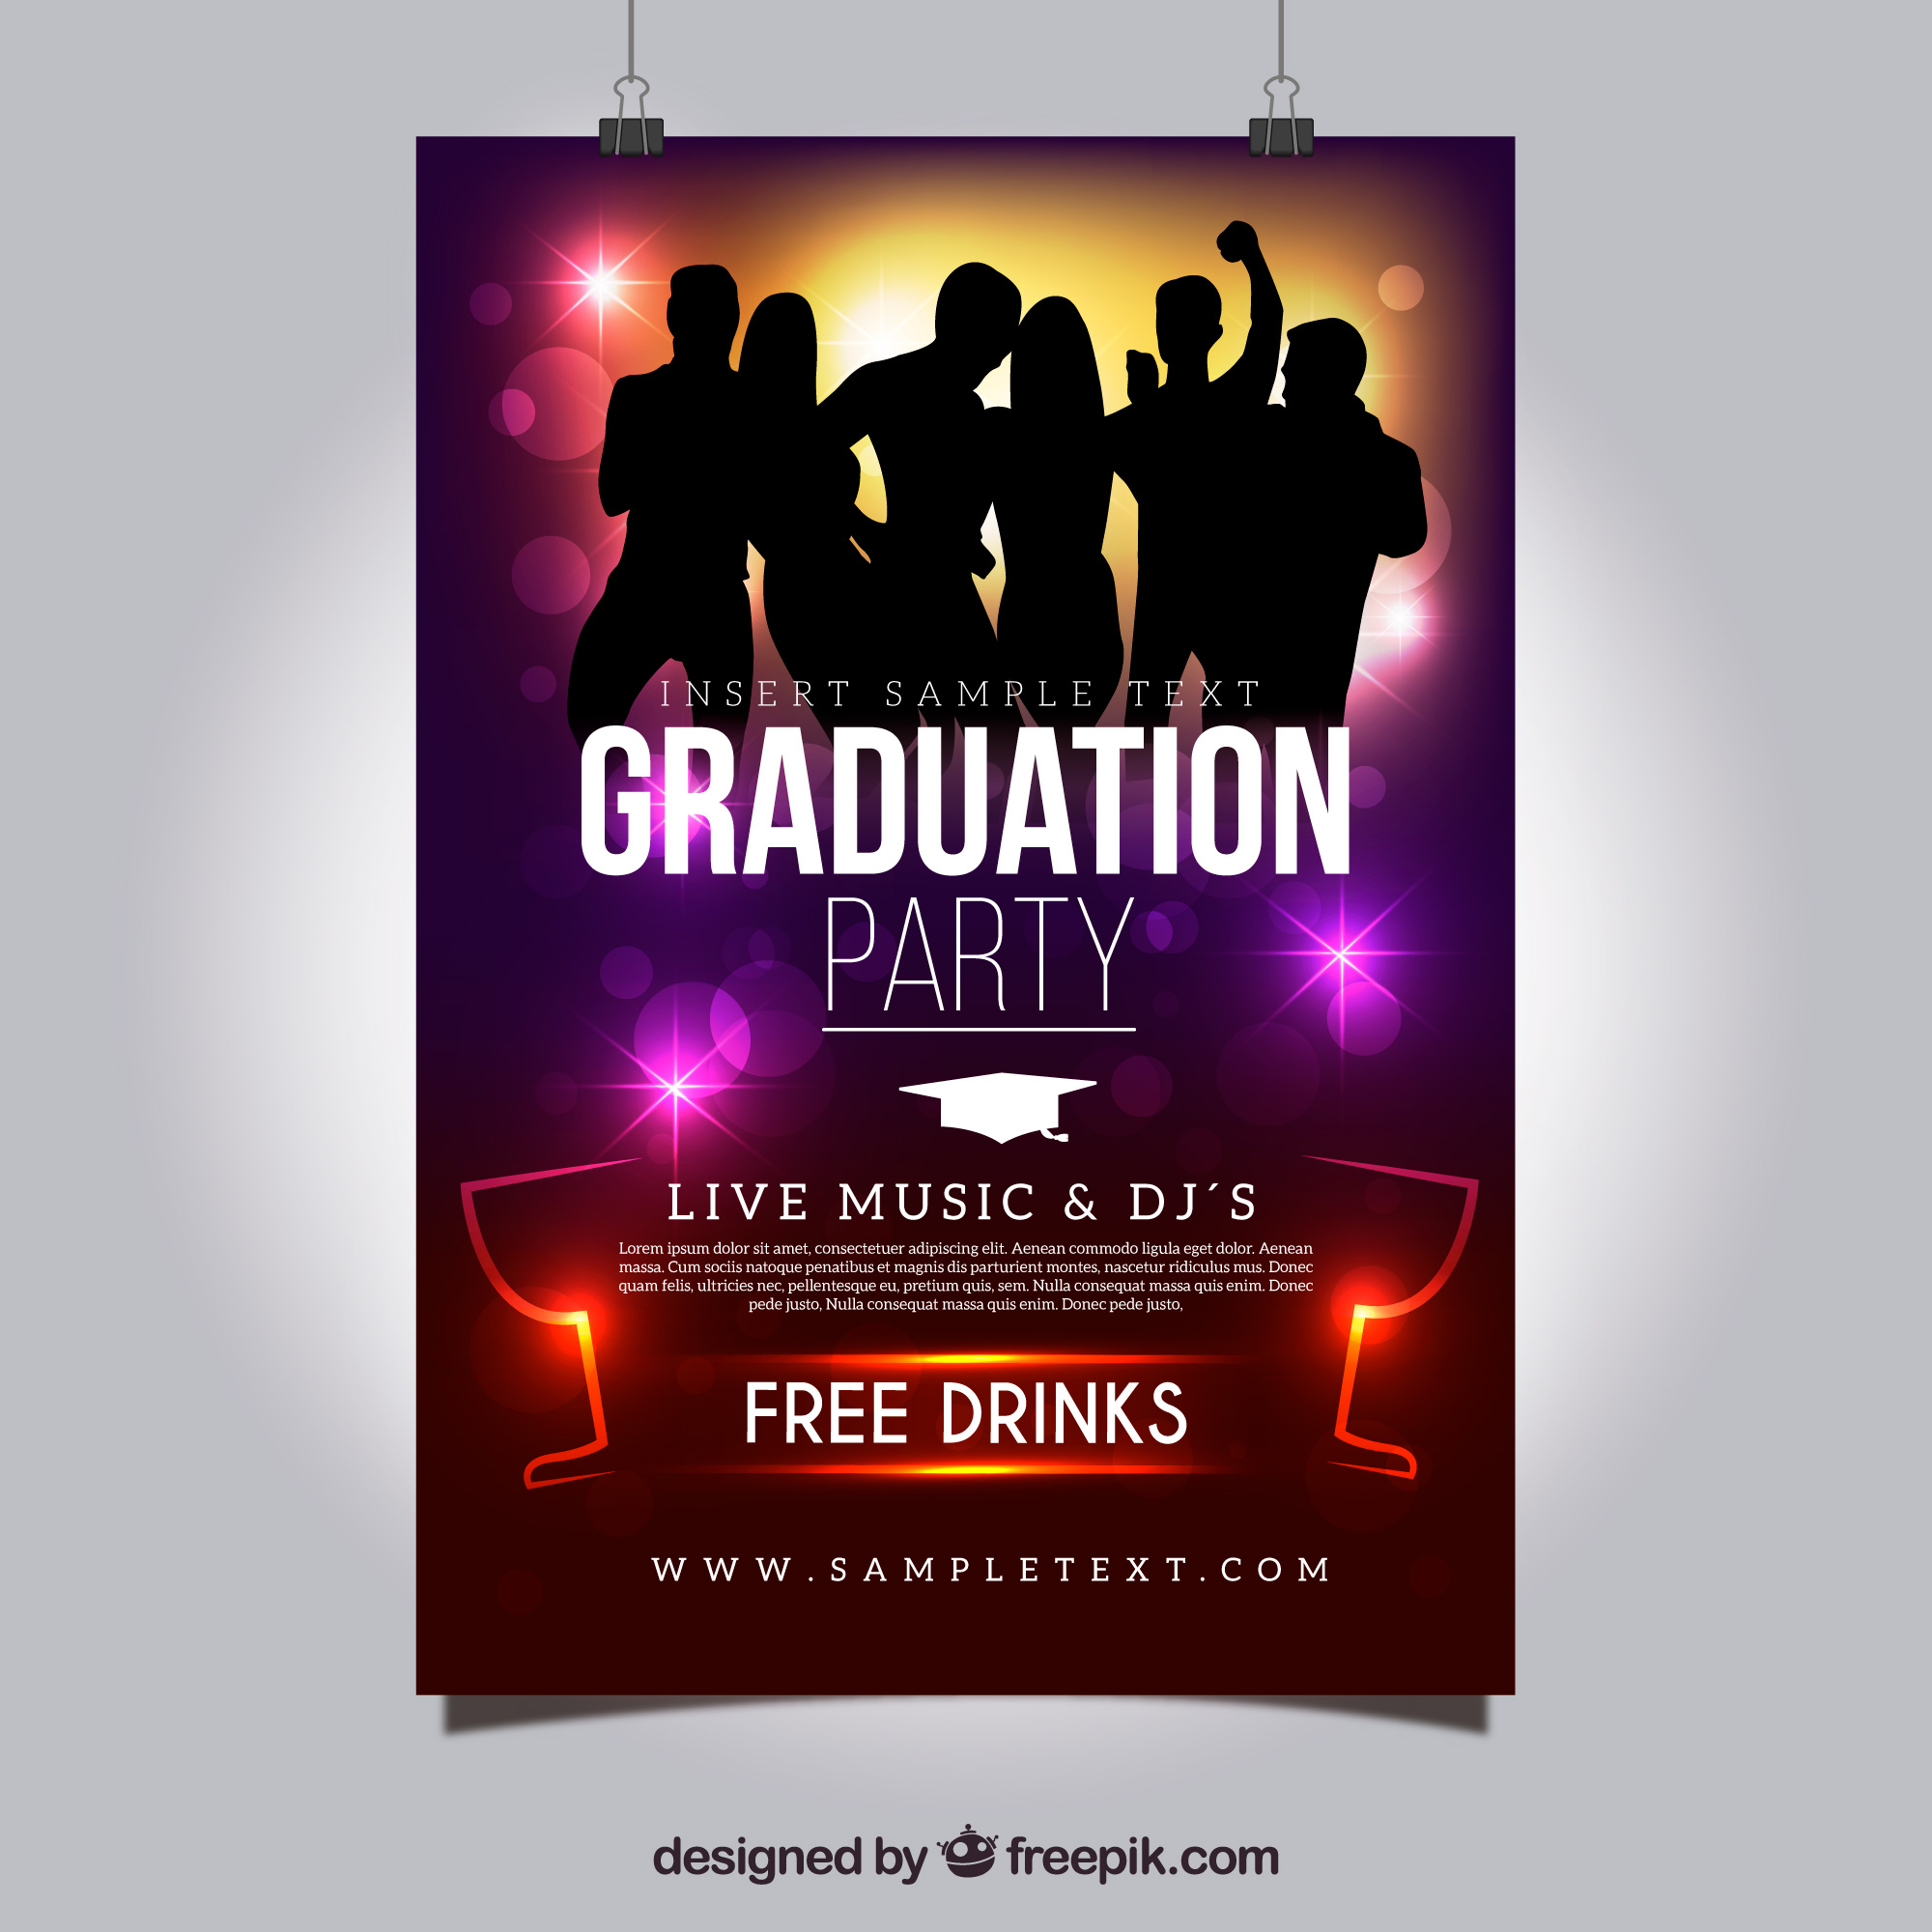 INSERT SAMPLE TEXT
GRADUATION
PARTY
LIVE MUSIC & DJ´S
Lorem ipsum dolor sit amet, consectetuer adipiscing elit. Aenean commodo ligula eget dolor. Aenean
massa. Cum sociis natoque penatibus et magnis dis parturient montes, nascetur ridiculus mus. Donec
quam felis, ultricies nec, pellentesque eu, pretium quis, sem. Nulla consequat massa quis enim. Donec
pede justo, Nulla consequat massa quis enim. Donec pede justo,
FREE DRINKS
WWW.SAMPLETEXT.COM
designed by freepik.com